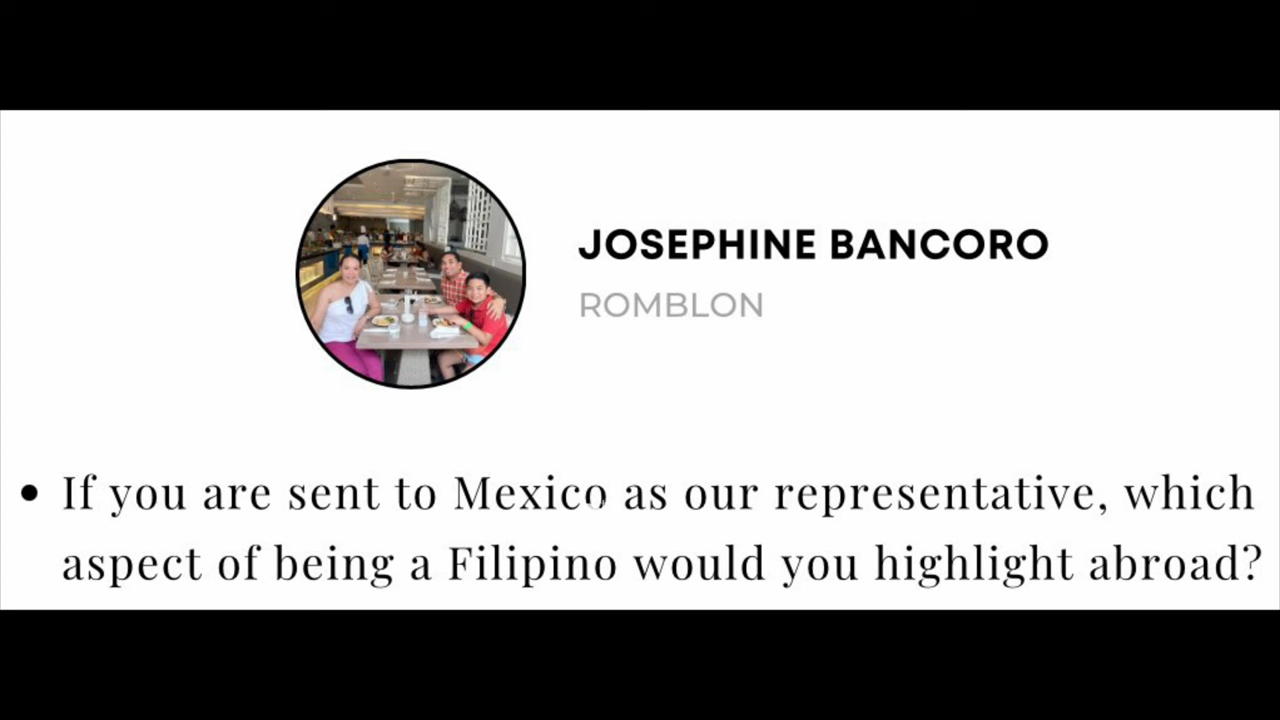 JOSEPHINE BANCORO
ROMBLON
• If you are sent to Mexico as our representative, which
aspect of being a Filipino would you highlight abroad?